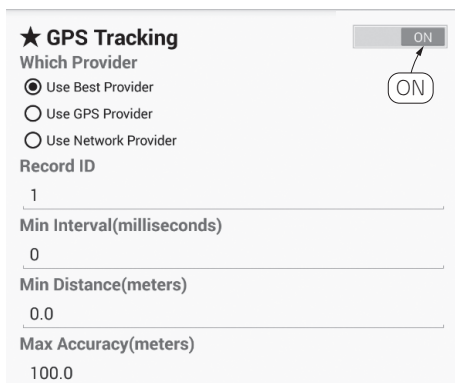 ★ GPS Tracking ON
Which Provider
ON
Use Best Provider
Use GPS Provider
Use Network Provider
Record ID
1
Min Interval(milliseconds)
0
Min Distance(meters)
0.0
Max Accuracy(meters)
100.0